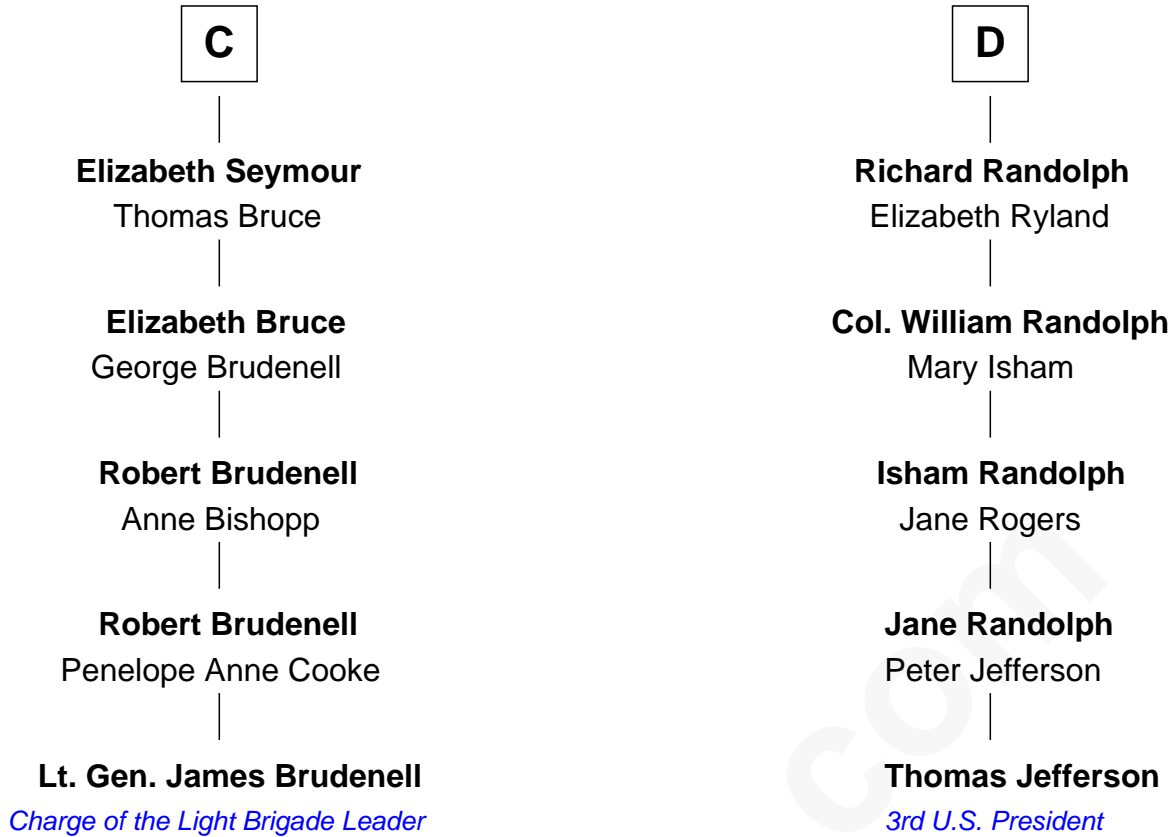 C
Elizabeth Seymour
Thomas Bruce
Elizabeth Bruce
George Brudenell
Robert Brudenell
Anne Bishopp
Robert Brudenell
Penelope Anne Cooke
Lt. Gen. James Brudenell
Charge of the Light Brigade Leader
D
Richard Randolph
Elizabeth Ryland
Col. William Randolph
Mary Isham
Isham Randolph
Jane Rogers
Jane Randolph
Peter Jefferson
Thomas Jefferson
3rd U.S. President
com